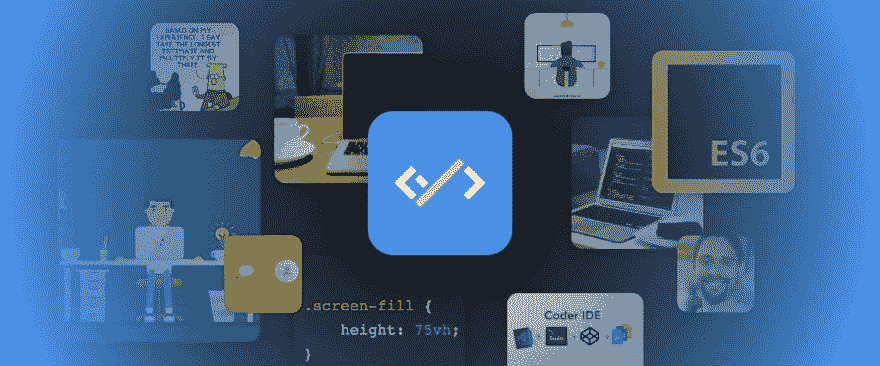 BASED ON MY
EXPERIENCE, I SAY
TAKE THE LONGEST
ESTIMATE AND
MULTIPLY IT BY
THREE.
ES6
.screen-fill {
height: 75vh;
}
Coder IDE